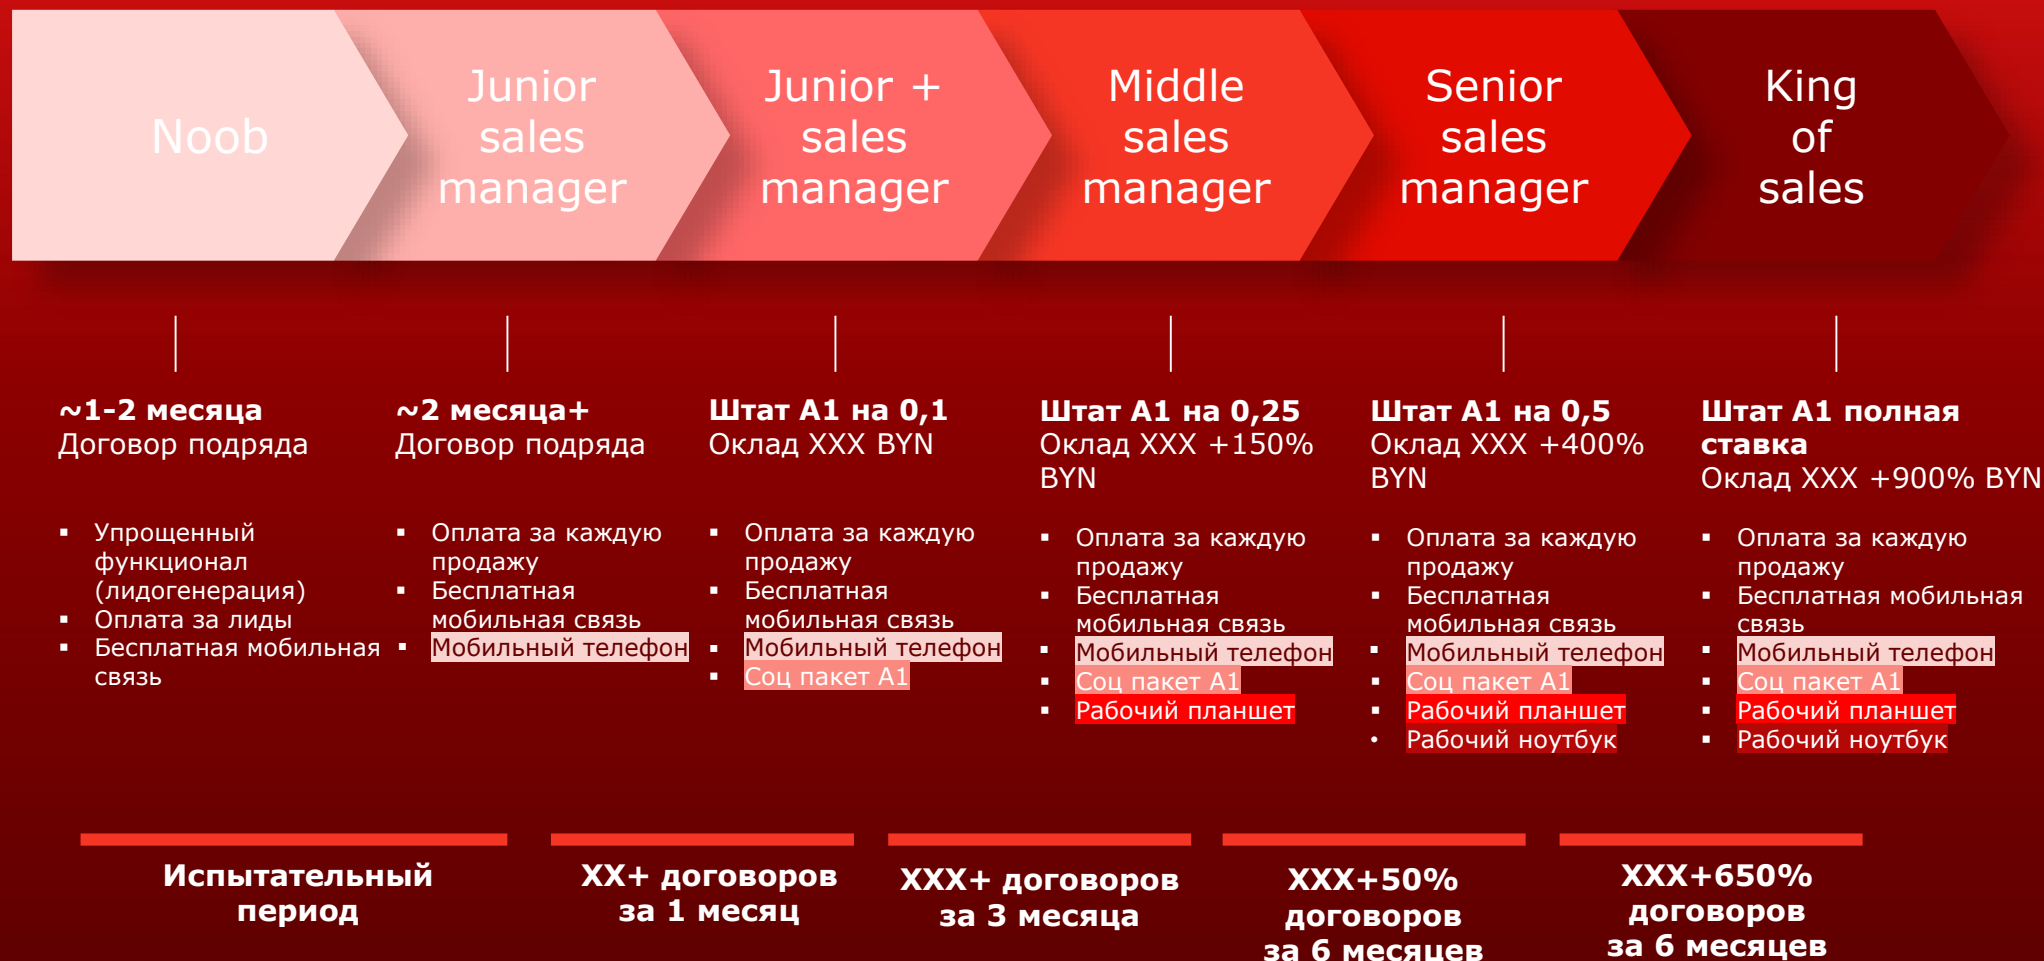 Noob
Junior
sales
manager
Junior +
sales
manager
Middle
sales
manager
Senior
sales
manager
King
of
sales
~1-2 месяца
Договор подряда
▪ Упрощенный
функционал
(лидогенерация)
▪ Оплата за лиды
▪ Бесплатная мобильная
связь
~2 месяца+
Договор подряда
▪ Оплата за каждую
продажу
▪ Бесплатная
мобильная связь
▪ Мобильный телефон
Штат А1 на 0,1
Оклад XXX BYN
▪ Оплата за каждую
продажу
▪ Бесплатная
мобильная связь
▪ Мобильный телефон
▪ Соц пакет А1
Штат А1 на 0,25
Оклад XXX +150%
BYN
▪ Оплата за каждую
продажу
▪ Бесплатная
мобильная связь
▪ Мобильный телефон
▪ Соц пакет А1
▪ Рабочий планшет
Штат А1 на 0,5
Оклад XXX +400%
BYN
▪ Оплата за каждую
продажу
▪ Бесплатная
мобильная связь
▪ Мобильный телефон
▪ Соц пакет А1
▪ Рабочий планшет
• Рабочий ноутбук
Штат А1 полная
ставка
Оклад XXX +900% BYN
▪ Оплата за каждую
продажу
▪ Бесплатная мобильная
связь
▪ Мобильный телефон
▪ Соц пакет А1
▪ Рабочий планшет
▪ Рабочий ноутбук
Испытательный
период
XX+ договоров
за 1 месяц
XXX+ договоров
за 3 месяца
XXX+50%
договоров
за 6 месяцев
XXX+650%
договоров
за 6 месяцев